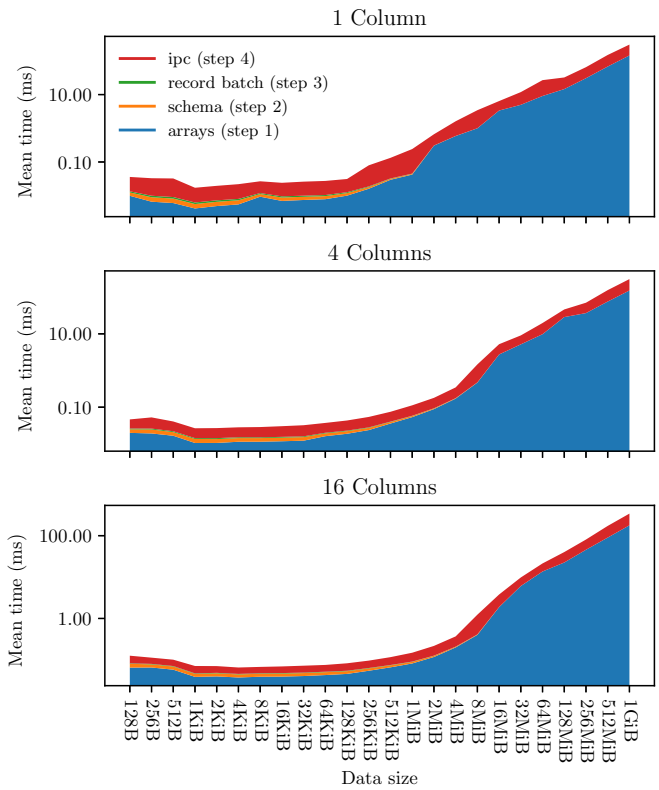 1 Column
ipc (step 4)
record batch (step 3)
schema (step 2)
arrays (step 1)
10.00
0.10
Mean time (ms)
4 Columns
10.00
0.10
Mean time (ms)
16 Columns
100.00
1.00
Mean time (ms)
128B
256B
512B
1KiB
2KiB
4KiB
8KiB
16KiB
32KiB
64KiB
128KiB
256KiB
512KiB
1MiB
2MiB
4MiB
8MiB
16MiB
32MiB
64MiB
128MiB
256MiB
512MiB
1GiB
Data size